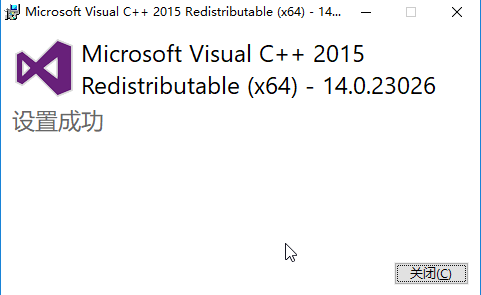 Microsoft Visual C++ 2015 Redistributable (x64) - 14.0...
Microsoft Visual C++ 2015
Redistributable (x64) - 14.0.23026
设置成功
关闭(C)